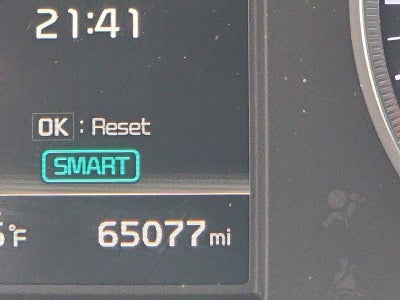 21:41
OK : Reset
SMART
°F 65077 mi